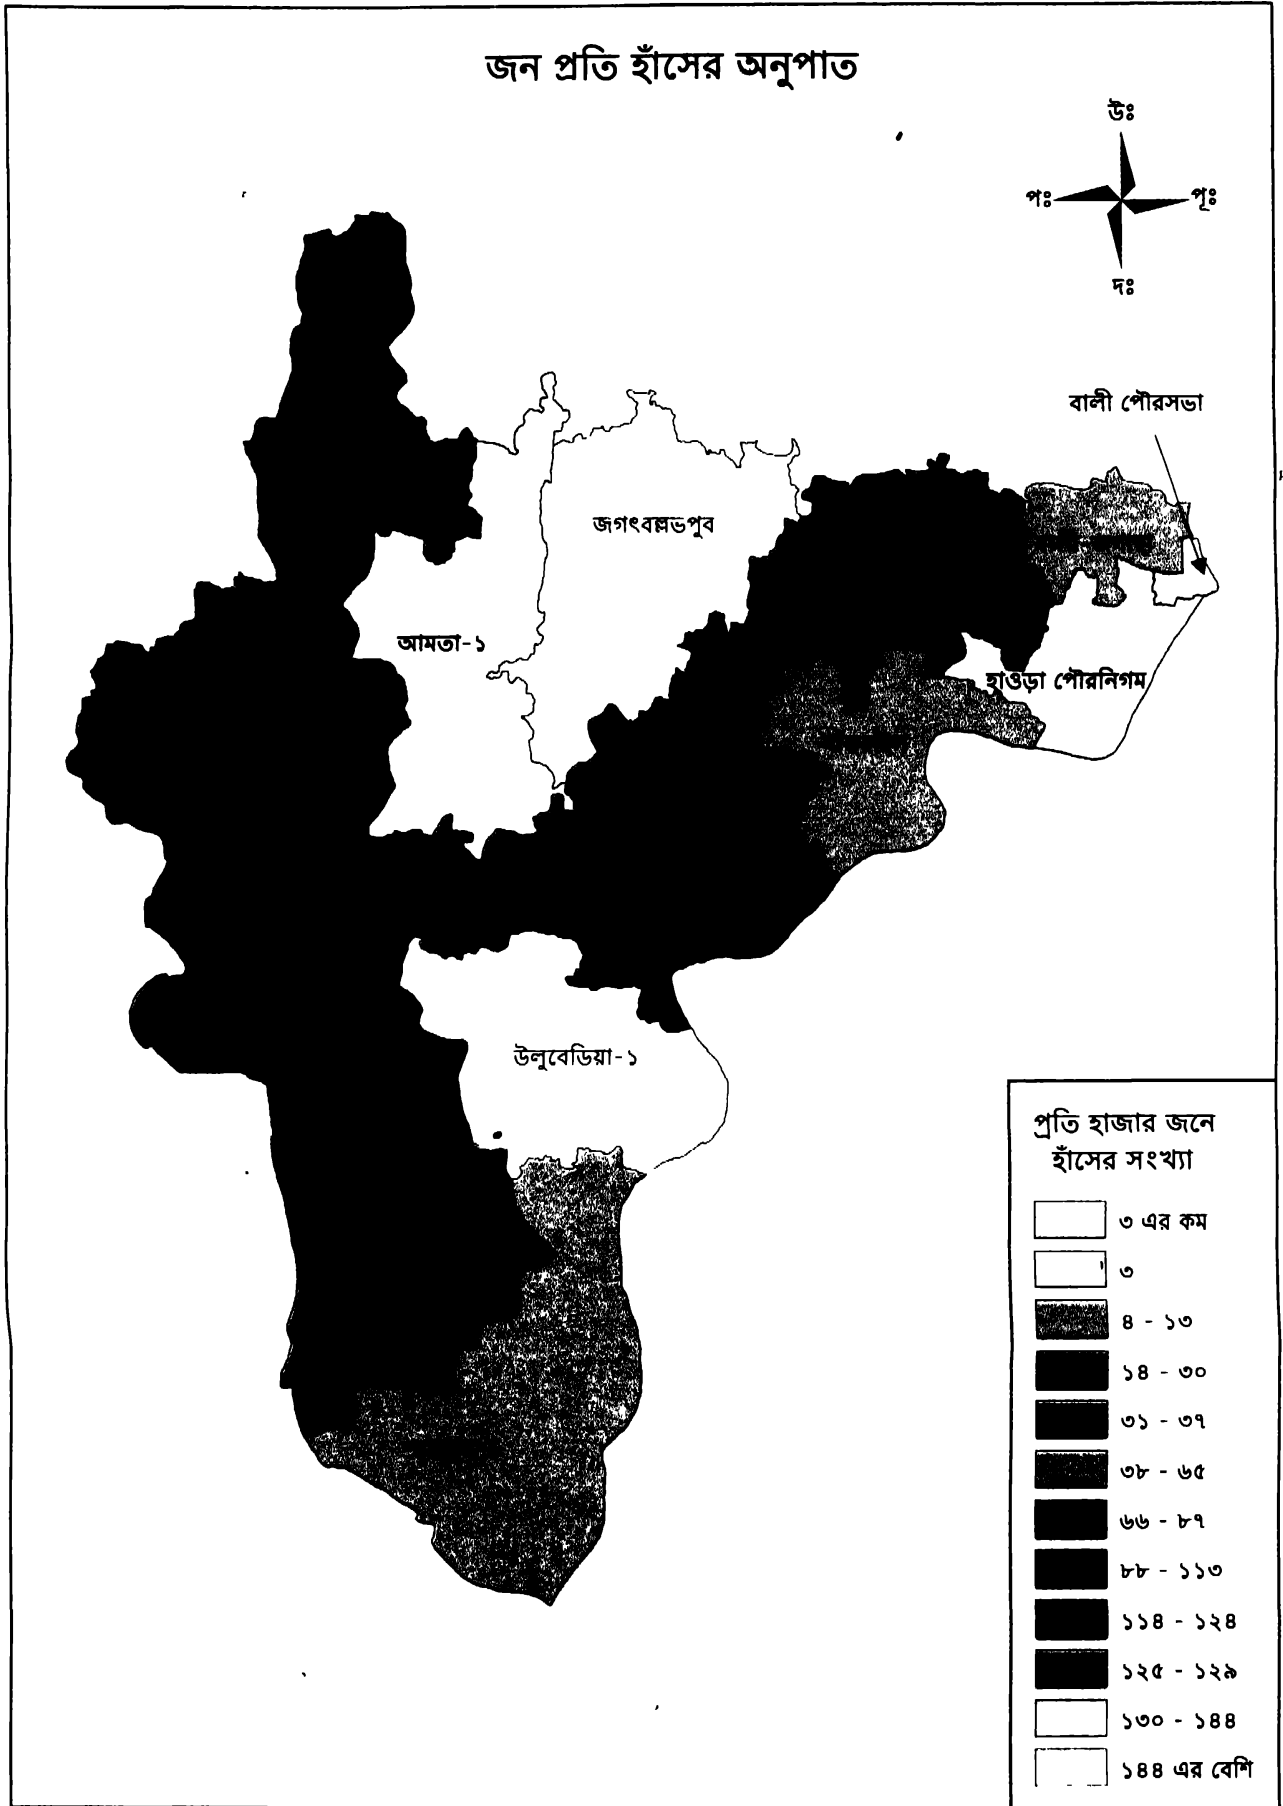 জন প্রতি হাঁসের অনুপাত
উঃ
পঃ
পূঃ
দঃ
বালী পৌরসভা
জগৎবল্লভপুব
আমতা-১
হাওড়া পৌরনিগম
উলুবেডিয়া-১
প্রতি হাজার জনে
হাঁসের সংখ্যা
৩ এর কম
৩
৪ - ১৩
১৪ - ৩০
৩১ - ৩৭
৩৮ - ৬৫
৬৬ - ৮৭
৮৮ - ১১৩
১১৪ - ১২৪
১২৫ - ১২৯
১৩০ - ১৪৪
১৪৪ এর বেশি